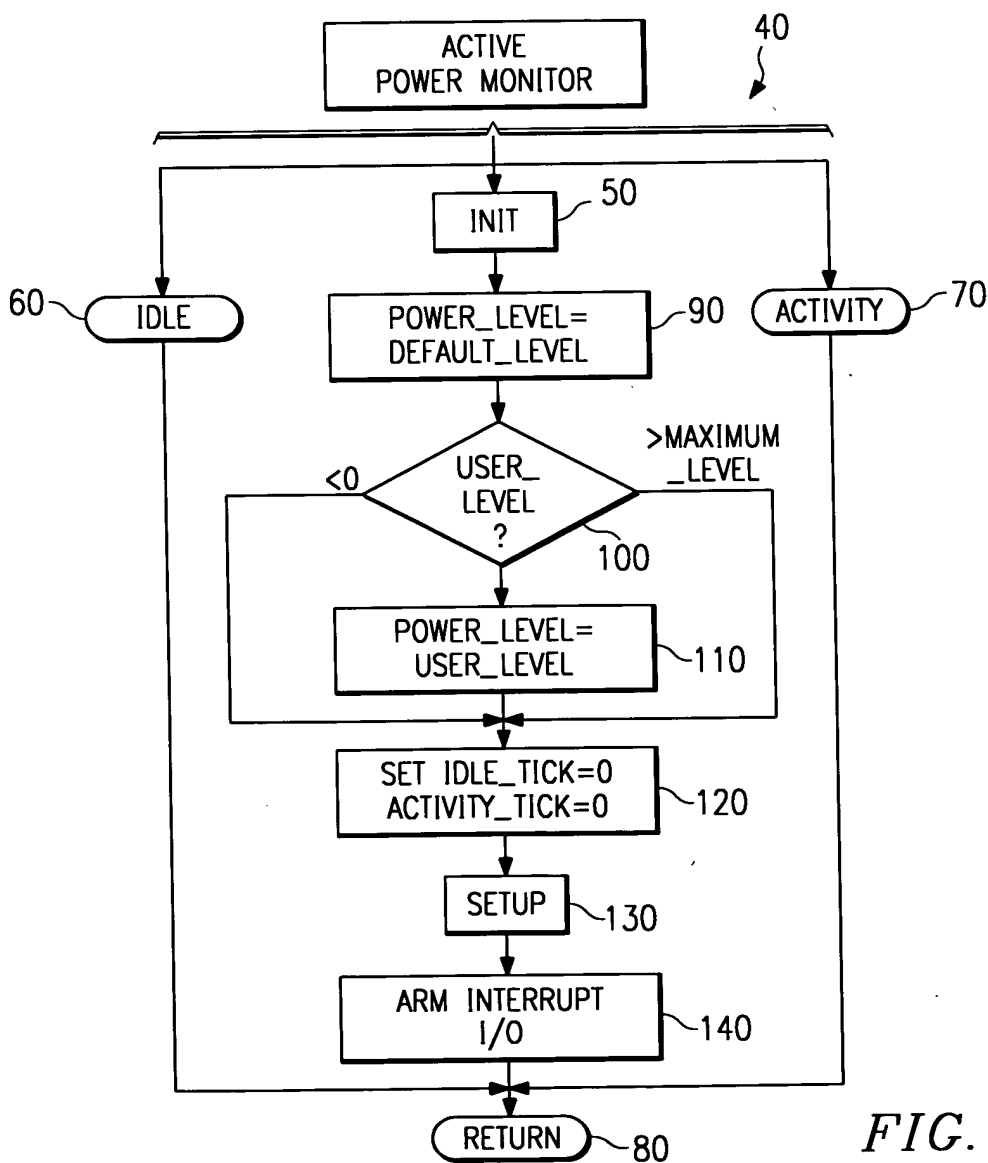 ACTIVE
POWER MONITOR
40
INIT
50
60
IDLE
POWER_LEVEL=
DEFAULT_LEVEL
90
ACTIVITY
70
<0
USER_
LEVEL
?
>MAXIMUM
_LEVEL
100
POWER_LEVEL=
USER_LEVEL
110
SET IDLE_TICK=0
ACTIVITY_TICK=0
120
SETUP
130
ARM INTERRUPT
I/O
140
RETURN
80
FIG.